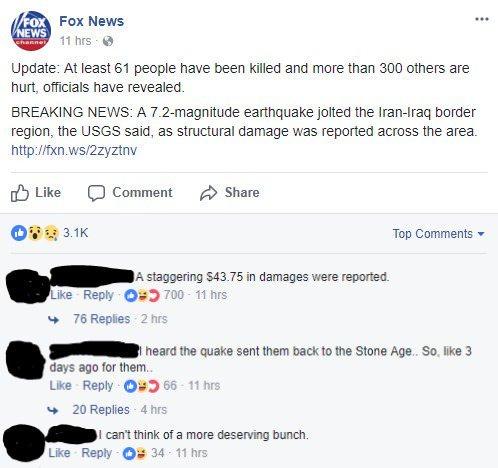 FOX
NEWS
channel
Fox News
11 hrs ·
Update: At least 61 people have been killed and more than 300 others are
hurt, officials have revealed.
BREAKING NEWS: A 7.2-magnitude earthquake jolted the Iran-Iraq border
region, the USGS said, as structural damage was reported across the area.
http://fxn.ws/2zyztnv
Like Comment Share
3.1K Top Comments
A staggering $43.75 in damages were reported.
Like · Reply · 700 · 11 hrs
76 Replies · 2 hrs
I heard the quake sent them back to the Stone Age.. So, like 3
days ago for them..
Like · Reply · 66 · 11 hrs
20 Replies · 4 hrs
I can't think of a more deserving bunch.
Like · Reply · 34 · 11 hrs